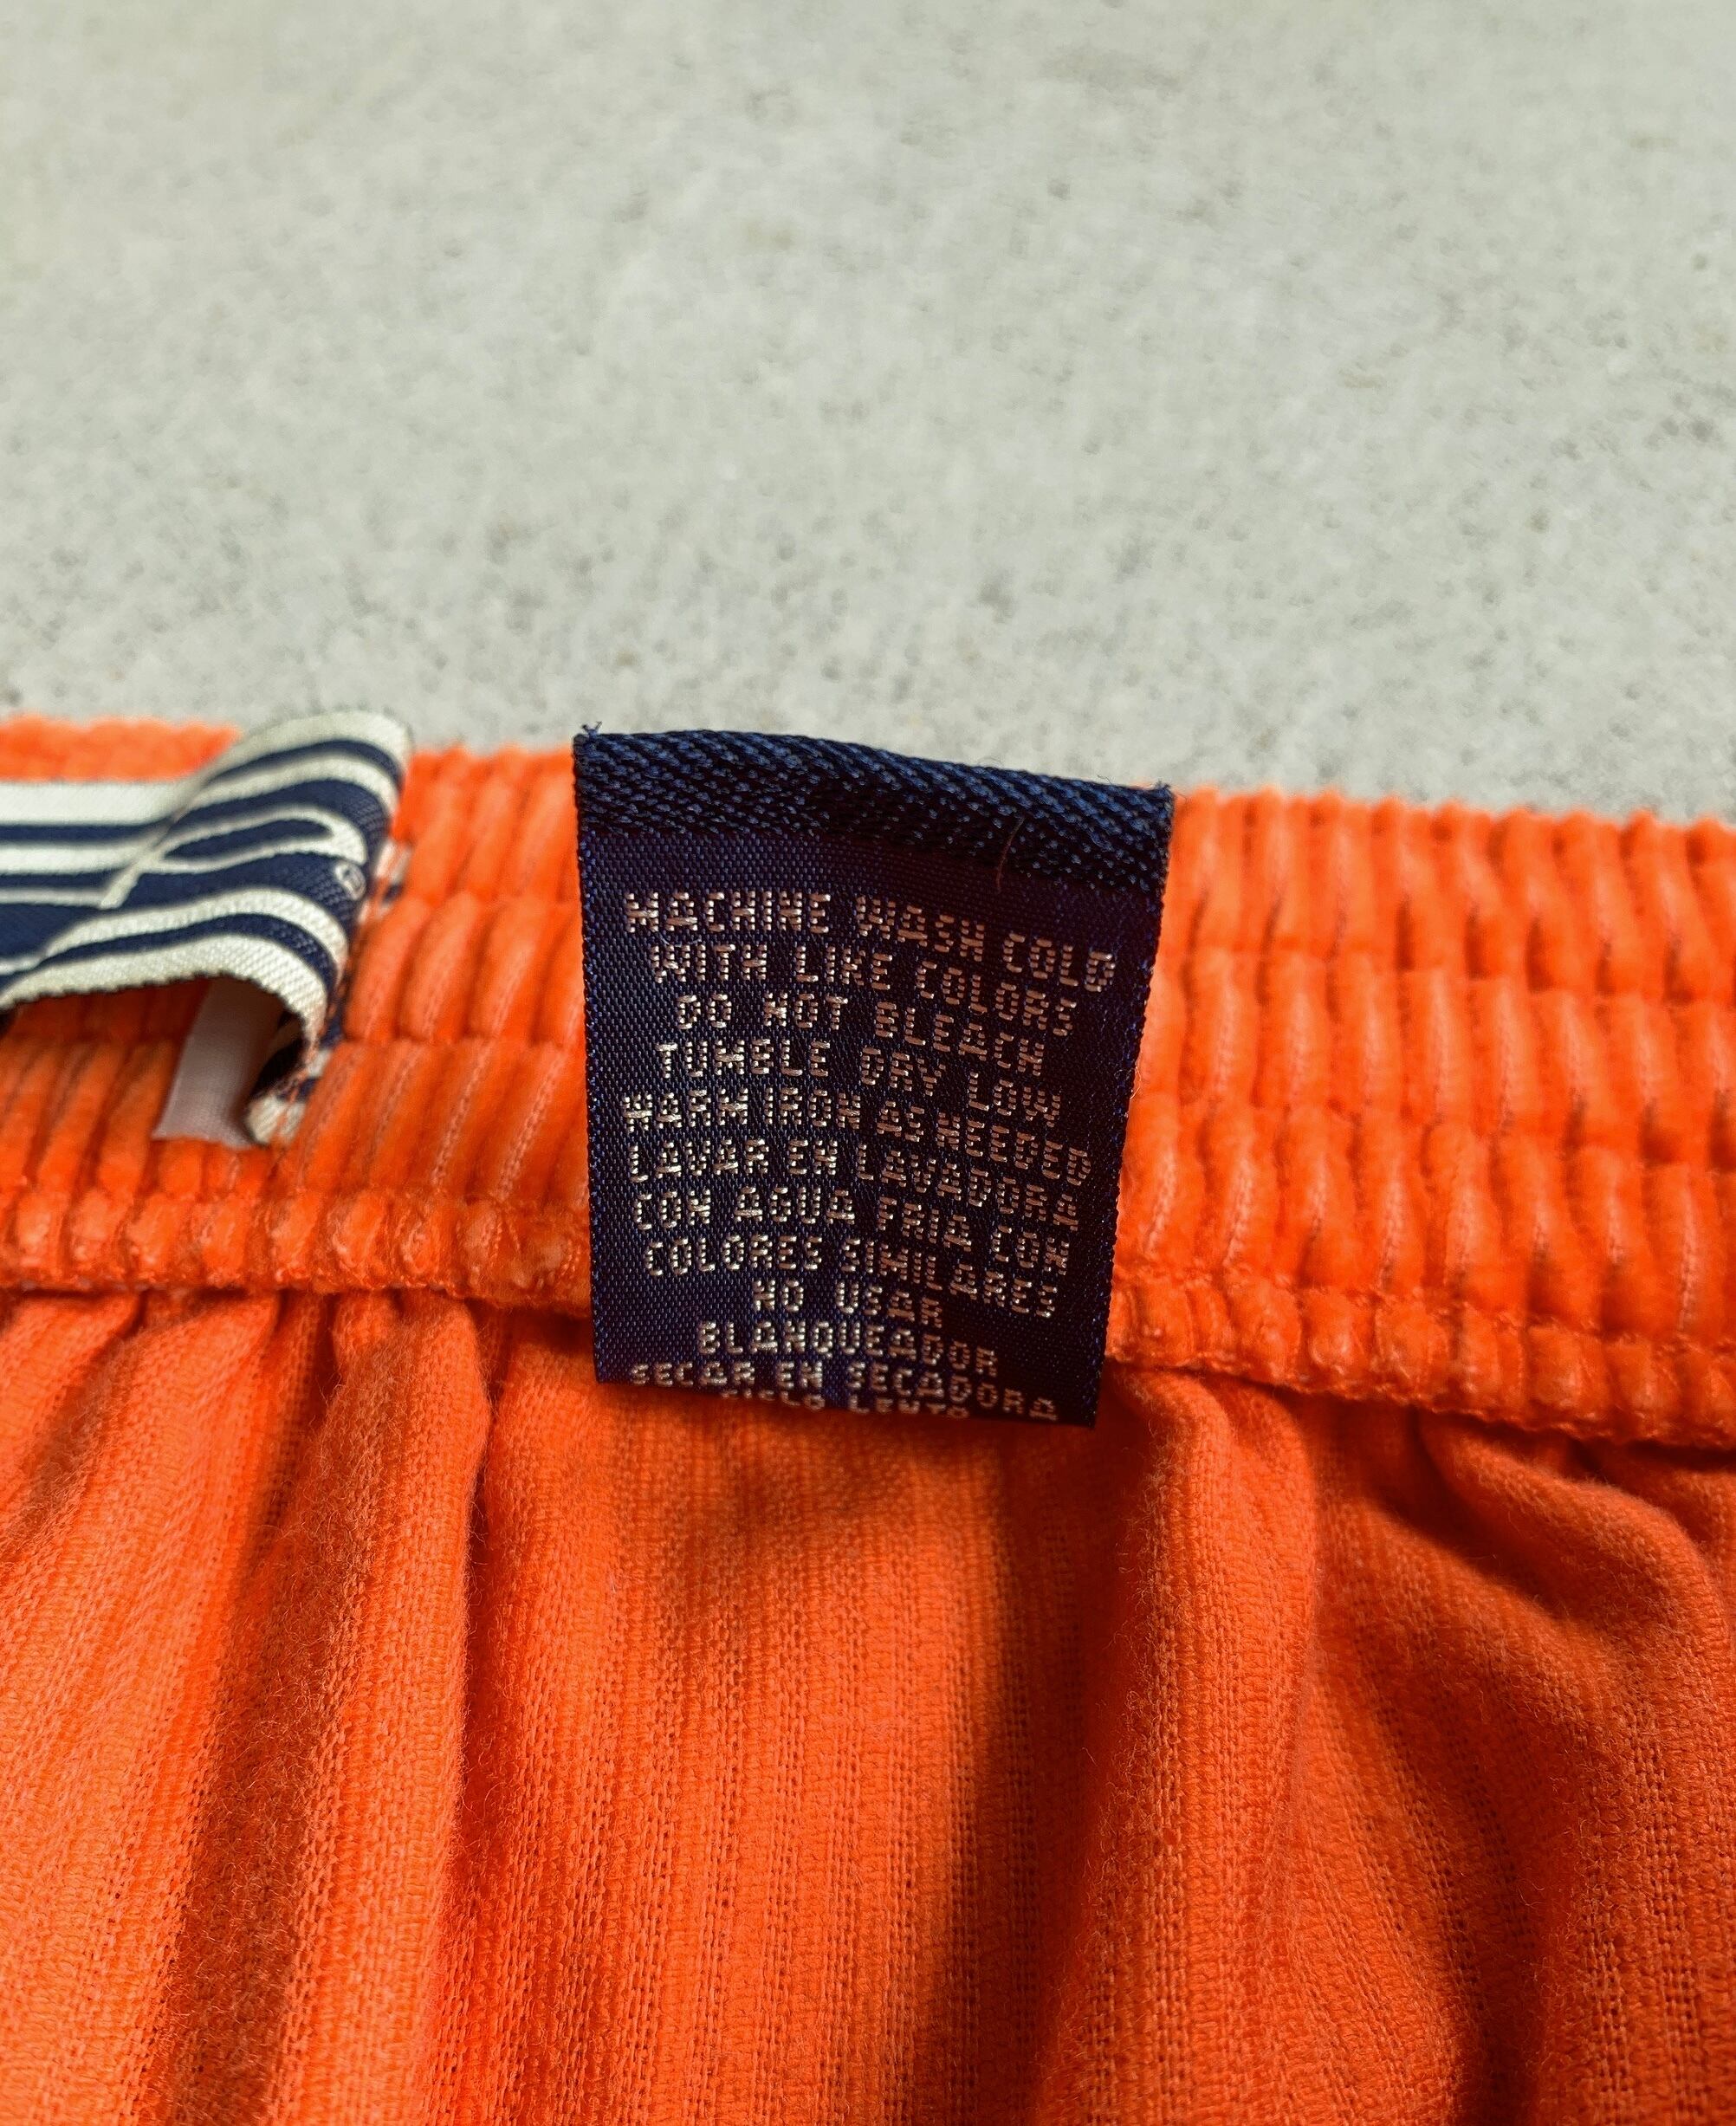 MACHINE WASH COLD
WITH LIKE COLORS
DO NOT BLEACH
TUMBLE DRY LOW
WARM IRON AS NEEDED
LAVAR EN LAVADORA
CON AGUA FRIA CON
COLORES SIMILARES
NO USAR
BLANQUEADOR
SECAR EN SECADORA